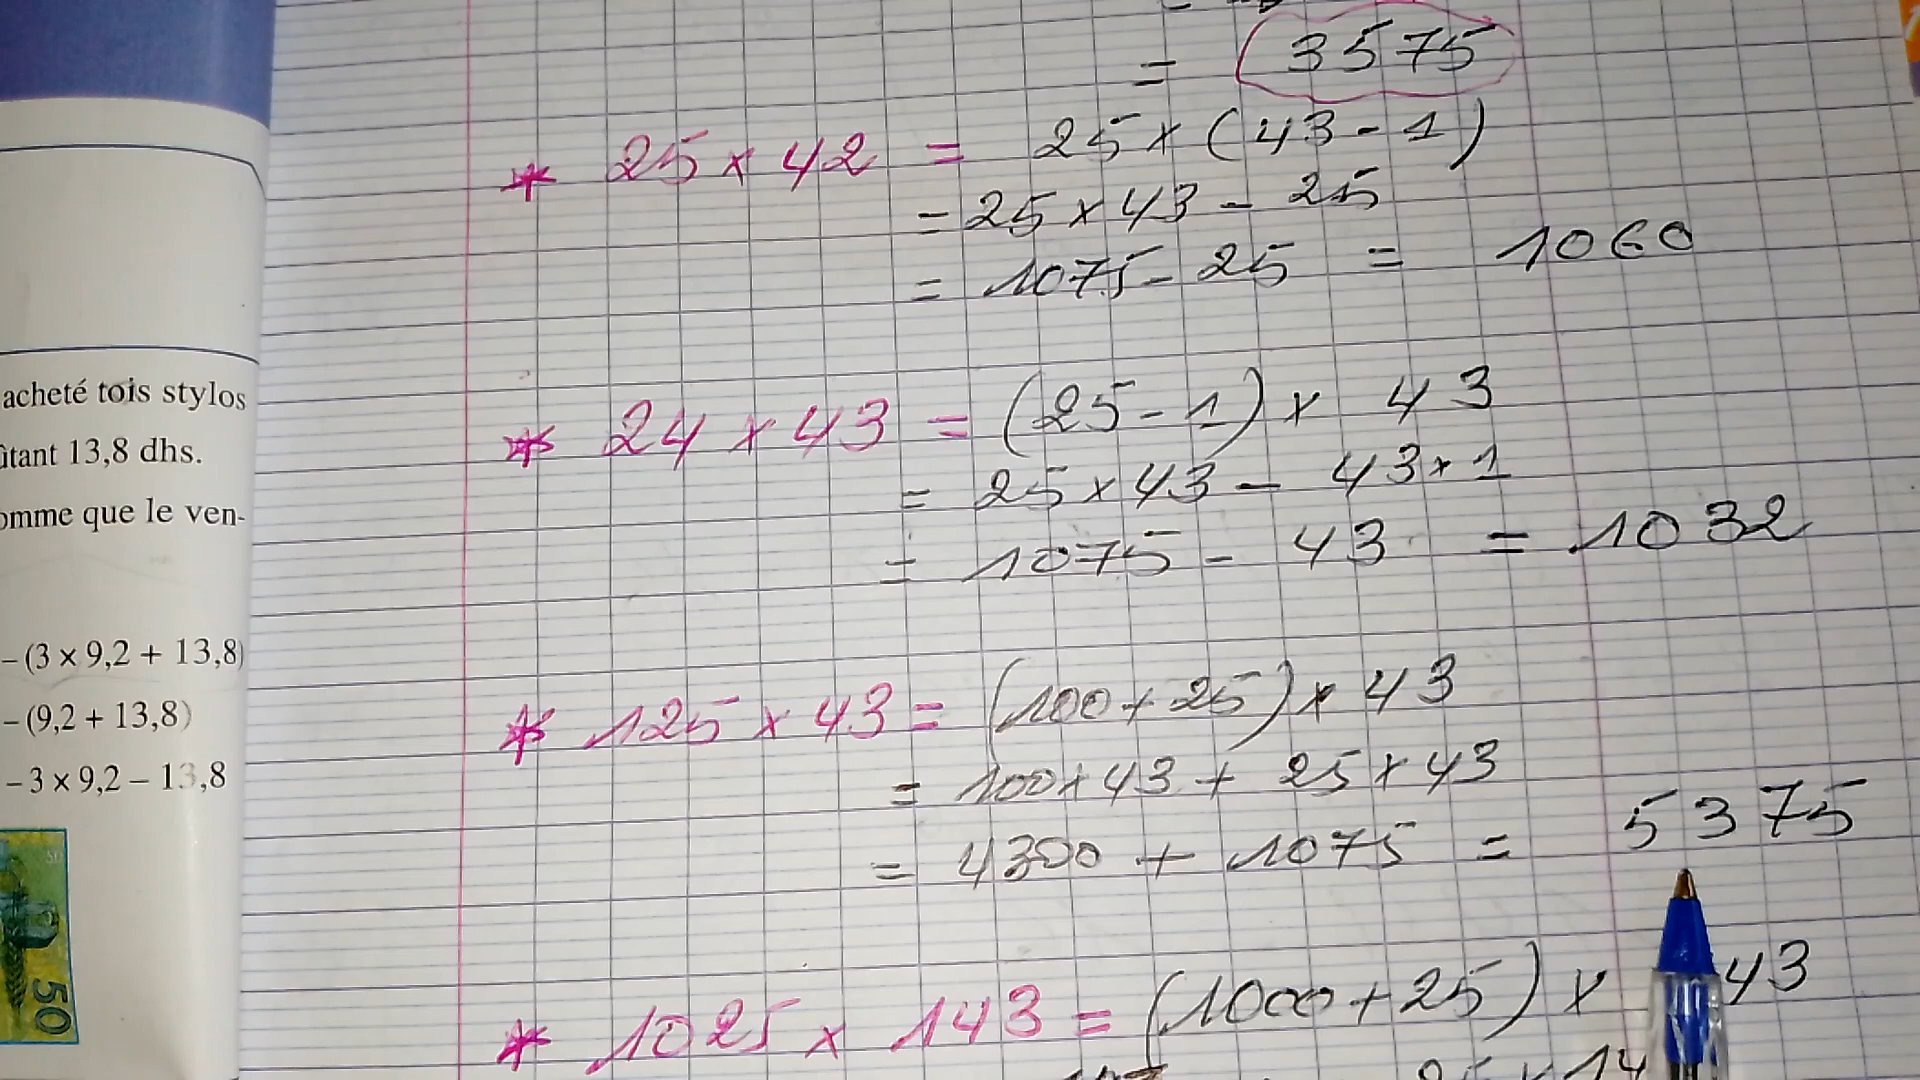 = 3575
* 25 × 42 = 25 × (43 - 1)
= 25 × 43 - 25
= 1075 - 25 = 1060
* 24 × 43 = (25 - 1) × 43
= 25 × 43 - 43 × 1
= 1075 - 43 = 1032
* 125 × 43 = (100 + 25) × 43
= 100 × 43 + 25 × 43
= 4300 + 1075 = 5375
* 1025 × 143 = (1000 + 25) × 43
acheté tois stylos
ûtant 13,8 dhs.
omme que le ven-
– (3 × 9,2 + 13,8)
– (9,2 + 13,8)
– 3 × 9,2 – 13,8
50